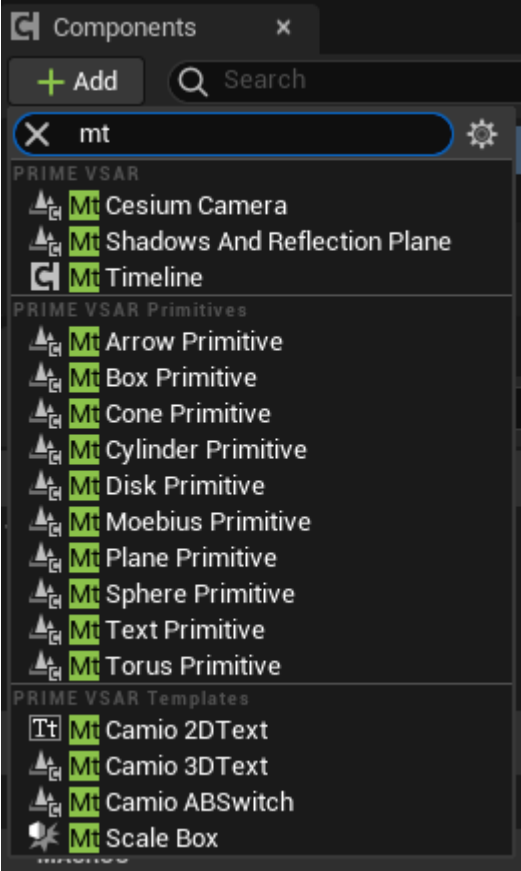 Components
Add
Search
mt
PRIME VSAR
Mt Cesium Camera
Mt Shadows And Reflection Plane
Mt Timeline
PRIME VSAR Primitives
Mt Arrow Primitive
Mt Box Primitive
Mt Cone Primitive
Mt Cylinder Primitive
Mt Disk Primitive
Mt Moebius Primitive
Mt Plane Primitive
Mt Sphere Primitive
Mt Text Primitive
Mt Torus Primitive
PRIME VSAR Templates
Tt Mt Camio 2DText
Mt Camio 3DText
Mt Camio ABSwitch
Mt Scale Box